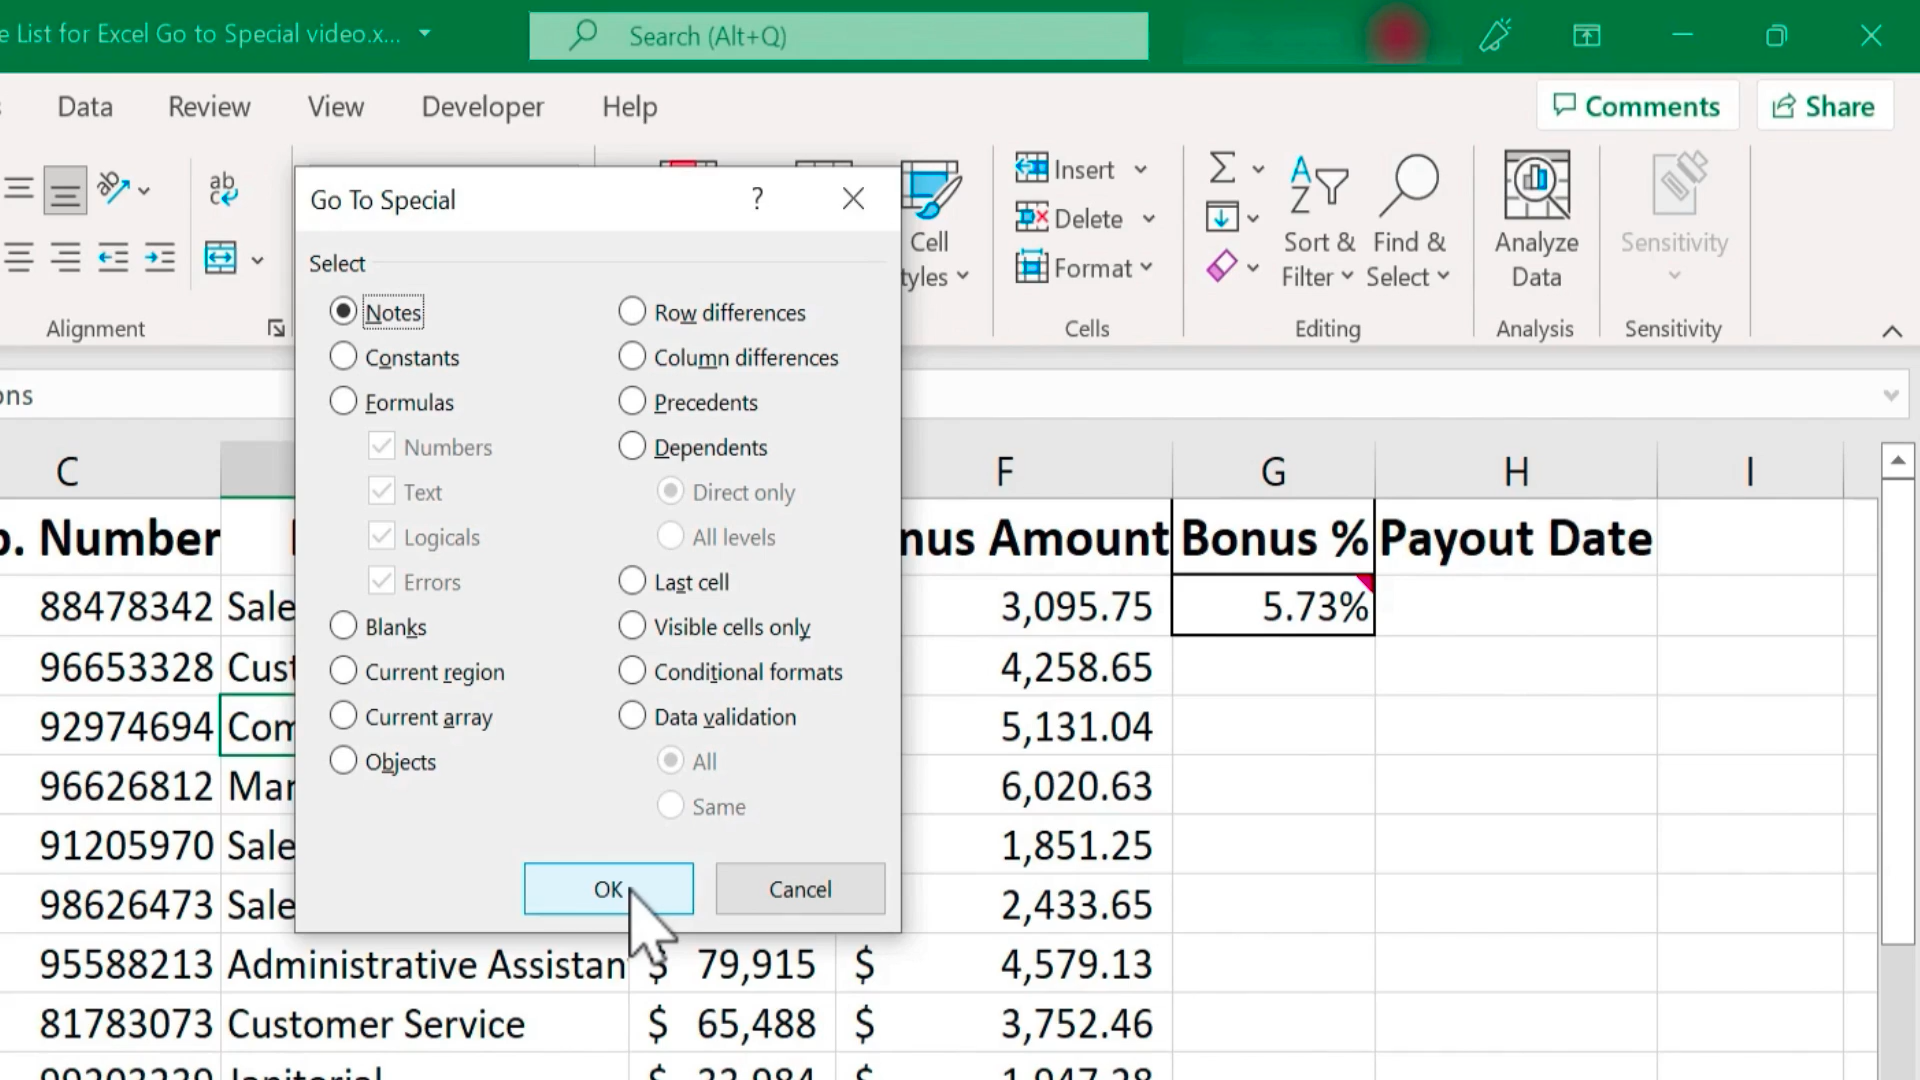 e List for Excel Go to Special video.x...
Search (Alt+Q)
Data
Review
View
Developer
Help
Comments
Share
Insert
Delete
Format
Cell
tyles
Sort &
Filter
Find &
Select
Analyze
Data
Sensitivity
Alignment
Cells
Editing
Analysis
Sensitivity
ons
Go To Special
?
Select
Notes
Constants
Formulas
Numbers
Text
Logicals
Errors
Blanks
Current region
Current array
Objects
Row differences
Column differences
Precedents
Dependents
Direct only
All levels
Last cell
Visible cells only
Conditional formats
Data validation
All
Same
OK
Cancel
C F G H I
p. Number nus Amount Bonus % Payout Date
88478342 Sale 3,095.75 5.73%
96653328 Cust 4,258.65
92974694 Com 5,131.04
96626812 Mar 6,020.63
91205970 Sale 1,851.25
98626473 Sale 2,433.65
95588213 Administrative Assistan $ 79,915 $ 4,579.13
81783073 Customer Service $ 65,488 $ 3,752.46
Janitorial